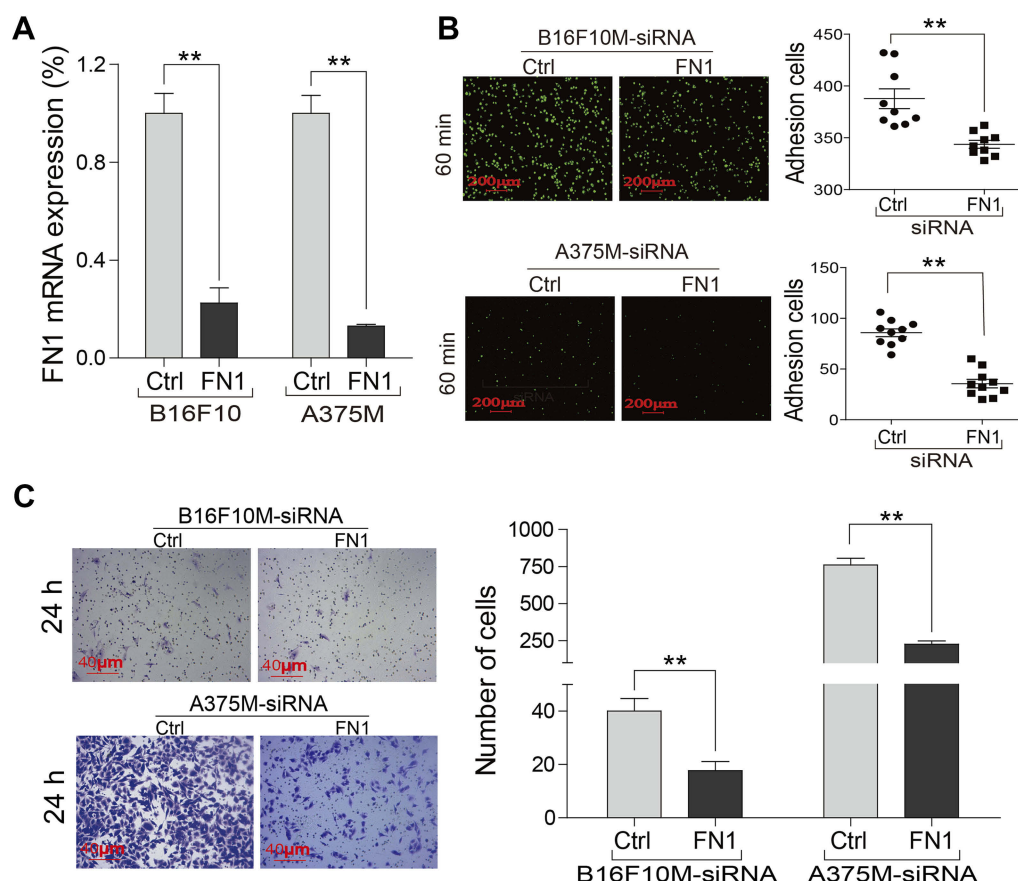 A
FN1 mRNA expression (%)
1.2
0.8
0.4
0.0
**
**
Ctrl FN1 Ctrl FN1
B16F10 A375M
B
B16F10M-siRNA
Ctrl FN1
60 min
200μm 200μm
Adhesion cells
450
400
350
300
**
Ctrl FN1
siRNA
A375M-siRNA
Ctrl FN1
60 min
siRNA
200μm 200μm
Adhesion cells
150
100
50
0
**
Ctrl FN1
siRNA
C
B16F10M-siRNA
Ctrl FN1
24 h
40μm 40μm
A375M-siRNA
Ctrl FN1
24 h
40μm 40μm
Number of cells
1000
750
500
250
40
20
0
**
**
Ctrl FN1 Ctrl FN1
B16F10M-siRNA A375M-siRNA